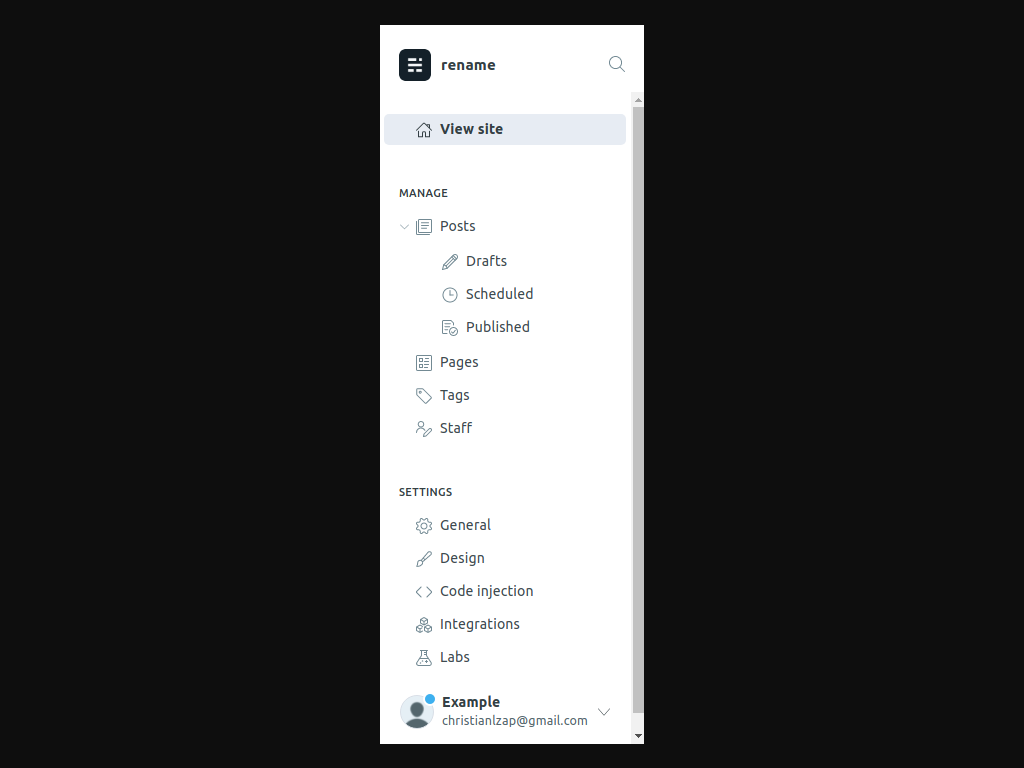 rename
View site
MANAGE
Posts
Drafts
Scheduled
Published
Pages
Tags
Staff
SETTINGS
General
Design
Code injection
Integrations
Labs
Example
christianlzap@gmail.com